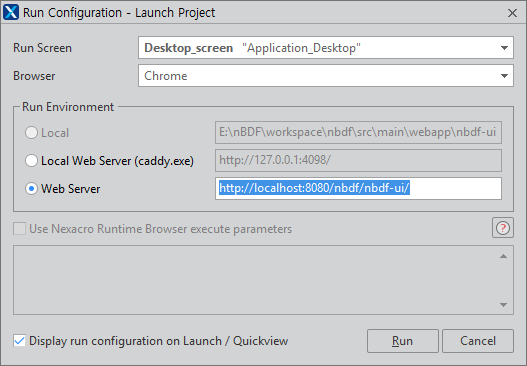 Run Configuration - Launch Project
Run Screen Desktop_screen "Application_Desktop"
Browser Chrome
Run Environment
Local E:\nBDF\workspace\nbdf\src\main\webapp\nbdf-ui
Local Web Server (caddy.exe) http://127.0.0.1:4098/
Web Server http://localhost:8080/nbdf/nbdf-ui/
Use Nexacro Runtime Browser execute parameters ?
Display run configuration on Launch / Quickview Run Cancel